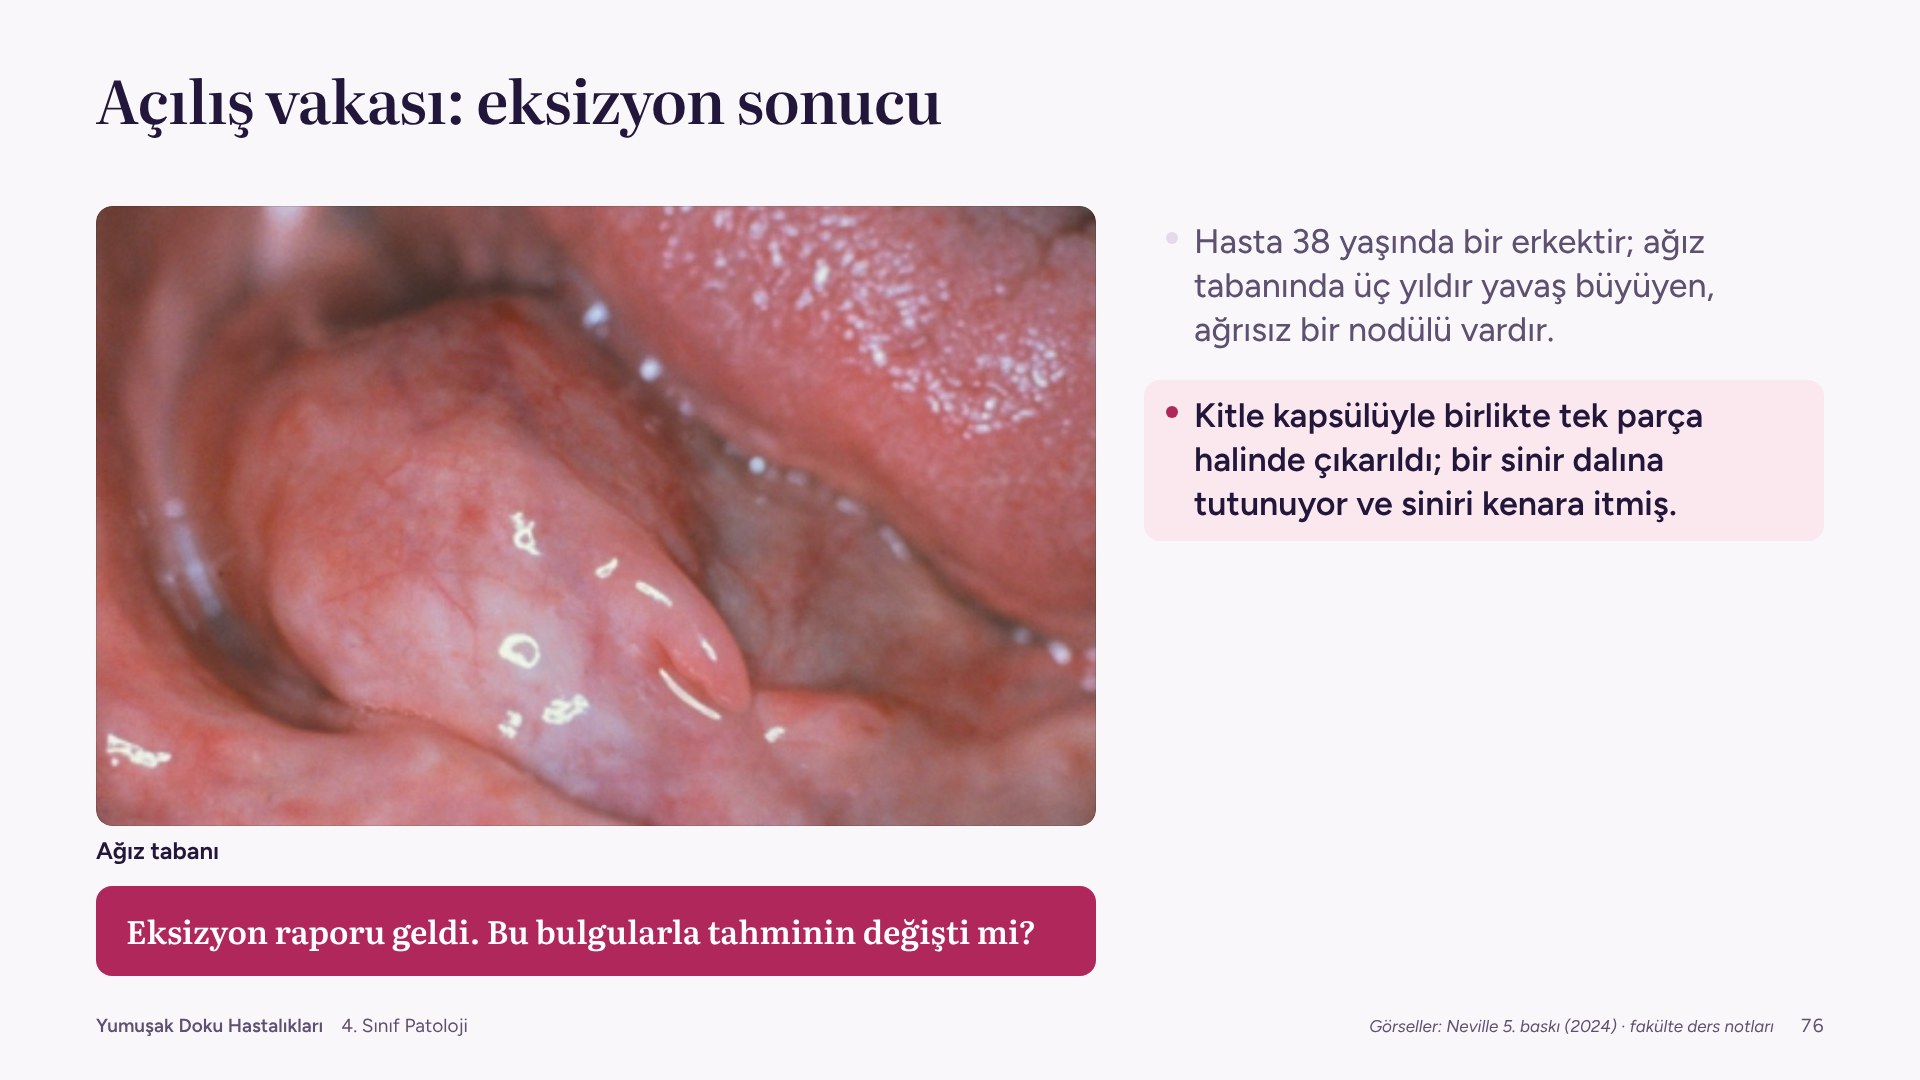 Açılış vakası: eksizyon sonucu
Hasta 38 yaşında bir erkektir; ağız
tabanında üç yıldır yavaş büyüyen,
ağrısız bir nodülü vardır.
Kitle kapsülüyle birlikte tek parça
halinde çıkarıldı; bir sinir dalına
tutunuyor ve siniri kenara itmiş.
Ağız tabanı
Eksizyon raporu geldi. Bu bulgularla tahminin değişti mi?
Yumuşak Doku Hastalıkları 4. Sınıf Patoloji
Görseller: Neville 5. baskı (2024) · fakülte ders notları 76